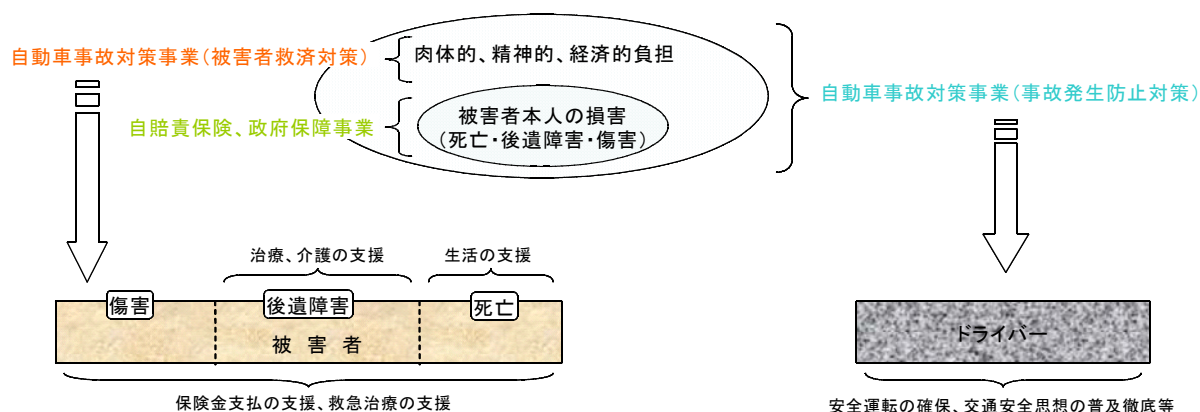 自動車事故対策事業(被害者救済対策)
肉体的、精神的、経済的負担
自賠責保険、政府保障事業
被害者本人の損害
(死亡・後遺障害・傷害)
自動車事故対策事業(事故発生防止対策)
治療、介護の支援
生活の支援
傷害
後遺障害
死亡
被害者
保険金支払の支援、救急治療の支援
ドライバー
安全運転の確保、交通安全思想の普及徹底等